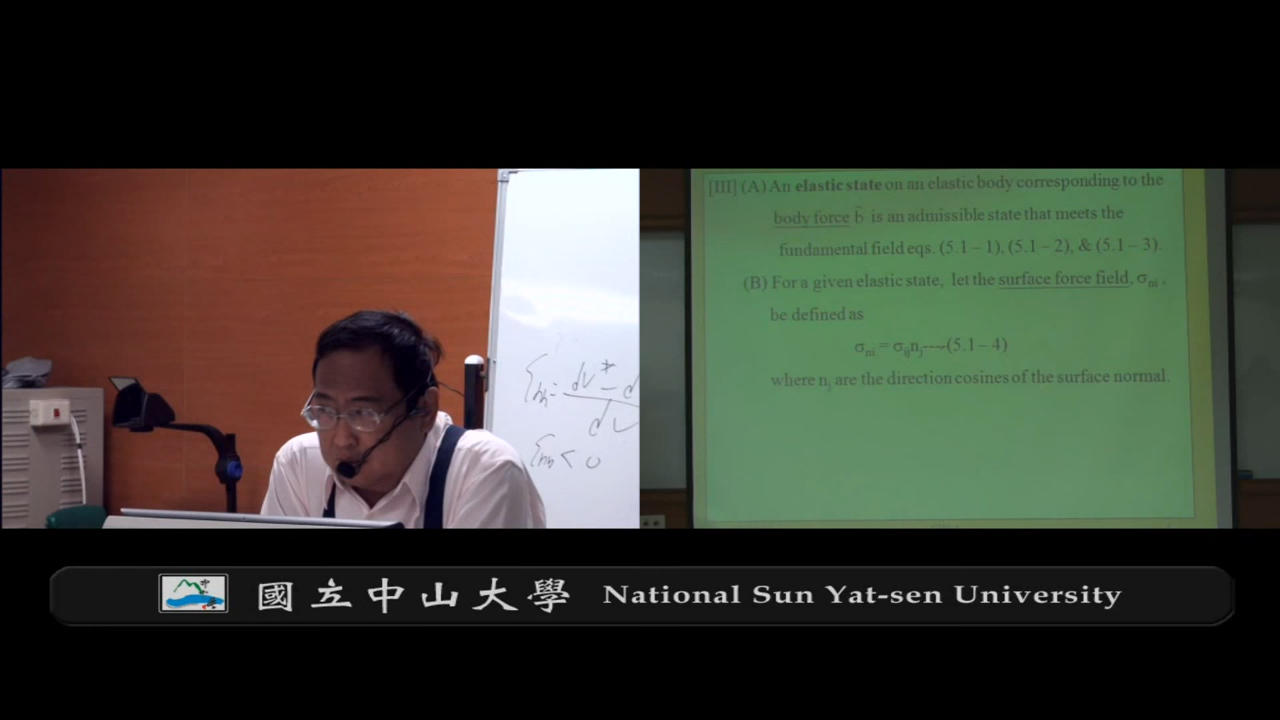 [III] (A) An elastic state on an elastic body corresponding to the
body force b̄ is an admissible state that meets the
fundamental field eqs. (5.1 – 1), (5.1 – 2), & (5.1 – 3).
(B) For a given elastic state, let the surface force field, σni ,
be defined as
σni = σijnj----(5.1 – 4)
where nj are the direction cosines of the surface normal.
國立中山大學 National Sun Yat-sen University